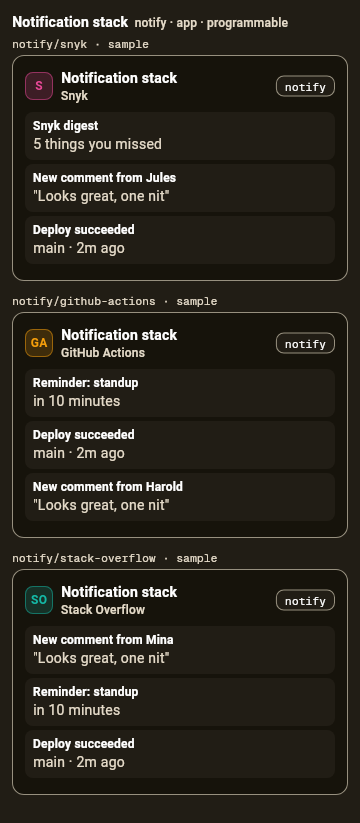 Notification stack notify · app · programmable
notify/snyk · sample
S
Notification stack
Snyk
notify
Snyk digest
5 things you missed
New comment from Jules
"Looks great, one nit"
Deploy succeeded
main · 2m ago
notify/github-actions · sample
GA
Notification stack
GitHub Actions
notify
Reminder: standup
in 10 minutes
Deploy succeeded
main · 2m ago
New comment from Harold
"Looks great, one nit"
notify/stack-overflow · sample
SO
Notification stack
Stack Overflow
notify
New comment from Mina
"Looks great, one nit"
Reminder: standup
in 10 minutes
Deploy succeeded
main · 2m ago